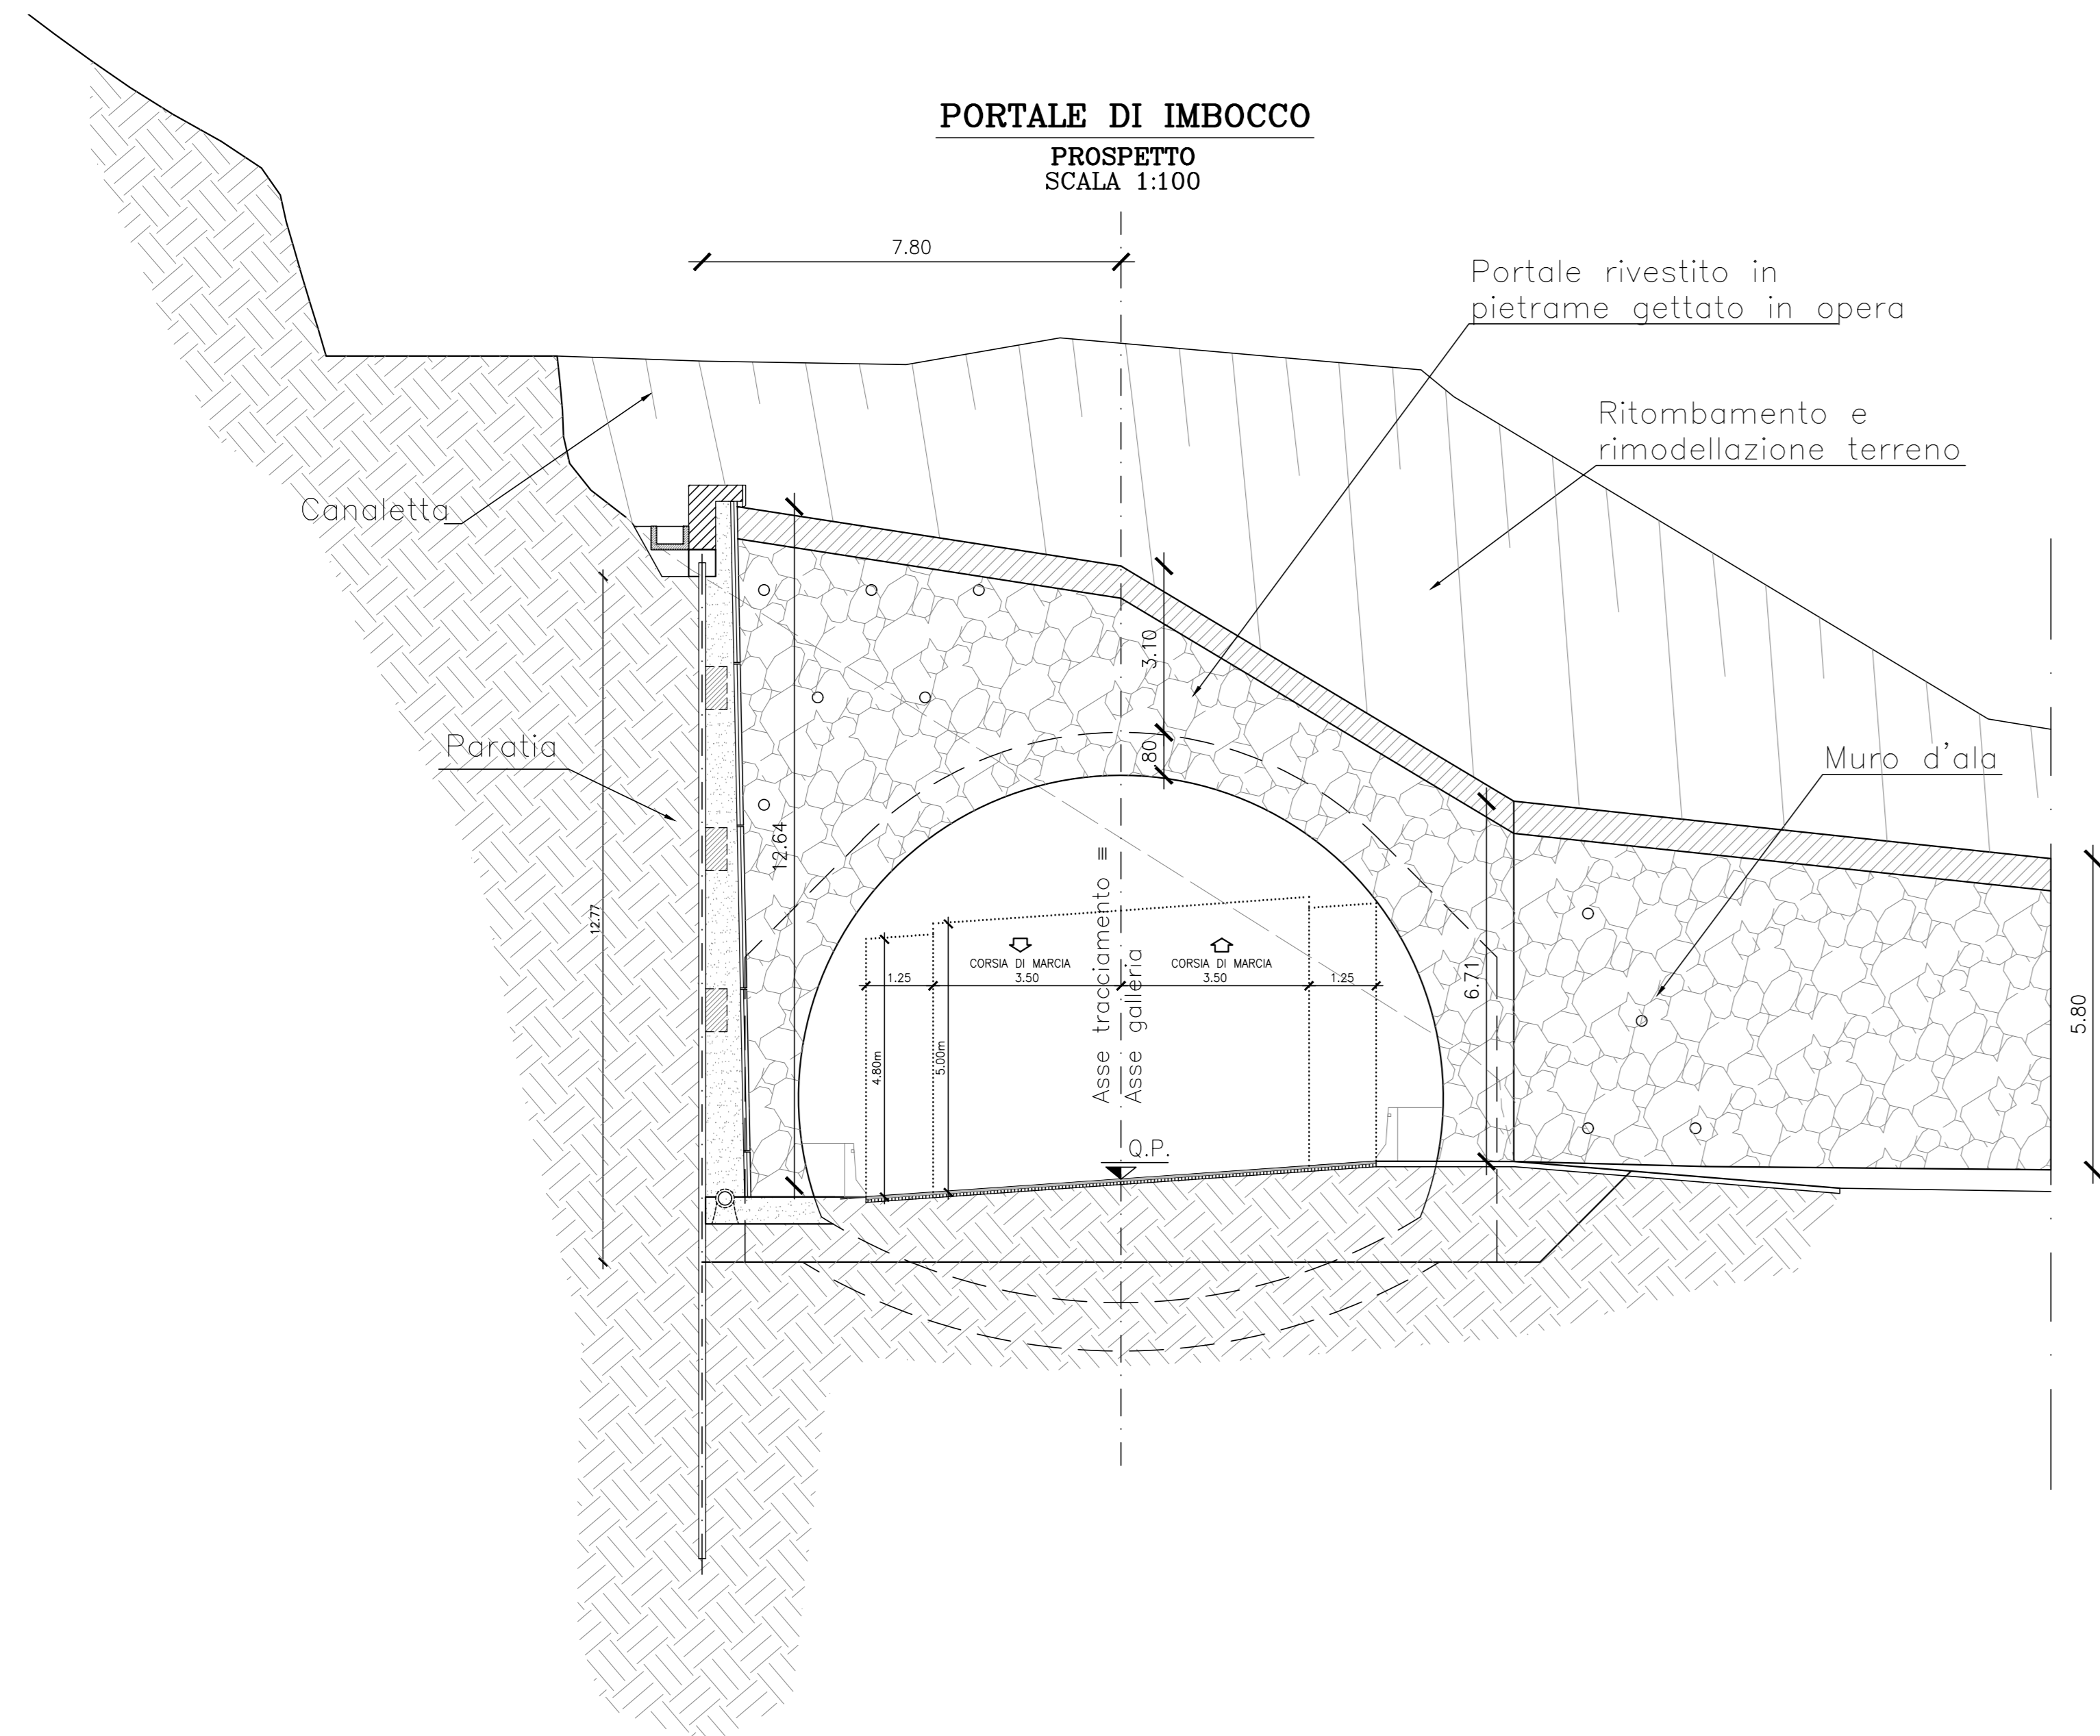 PORTALE DI IMBOCCO
PROSPETTO
SCALA 1:100
7.80
Portale rivestito in
pietrame gettato in opera
Ritombamento e
rimodellazione terreno
Canaletta
3.10
.80
Paratia
Muro d'ala
12.64
12.77
Asse tracciamento ≡
Asse galleria
CORSIA DI MARCIA
3.50
CORSIA DI MARCIA
3.50
1.25
1.25
6.71
5.80
4.80m
5.00m
Q.P.